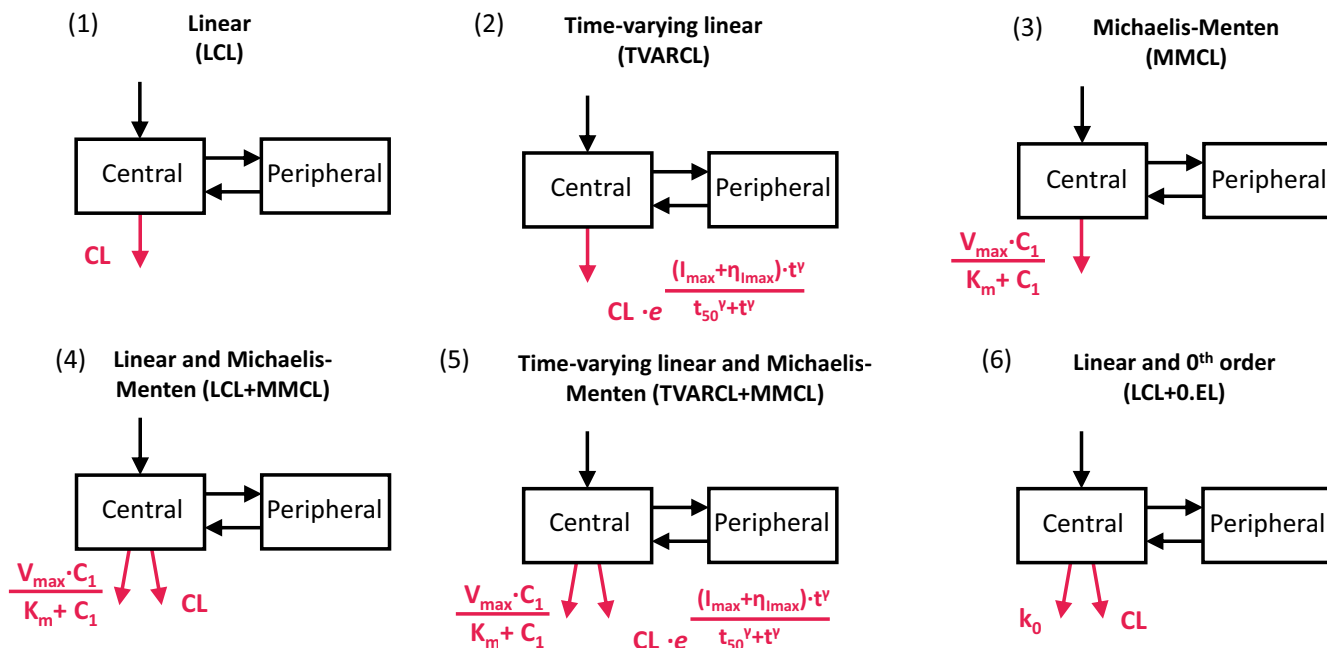 (1) Linear
(LCL)
Central
Peripheral
CL
(2) Time-varying linear
(TVARCL)
Central
Peripheral
CL ·e
(Imax+ηImax)·tγ
t50γ+tγ
(3) Michaelis-Menten
(MMCL)
Central
Peripheral
Vmax·C1
Km+ C1
(4) Linear and Michaelis-
Menten (LCL+MMCL)
Central
Peripheral
Vmax·C1
Km+ C1
CL
(5) Time-varying linear and Michaelis-
Menten (TVARCL+MMCL)
Central
Peripheral
Vmax·C1
Km+ C1
CL ·e
(Imax+ηImax)·tγ
t50γ+tγ
(6) Linear and 0th order
(LCL+0.EL)
Central
Peripheral
k0
CL